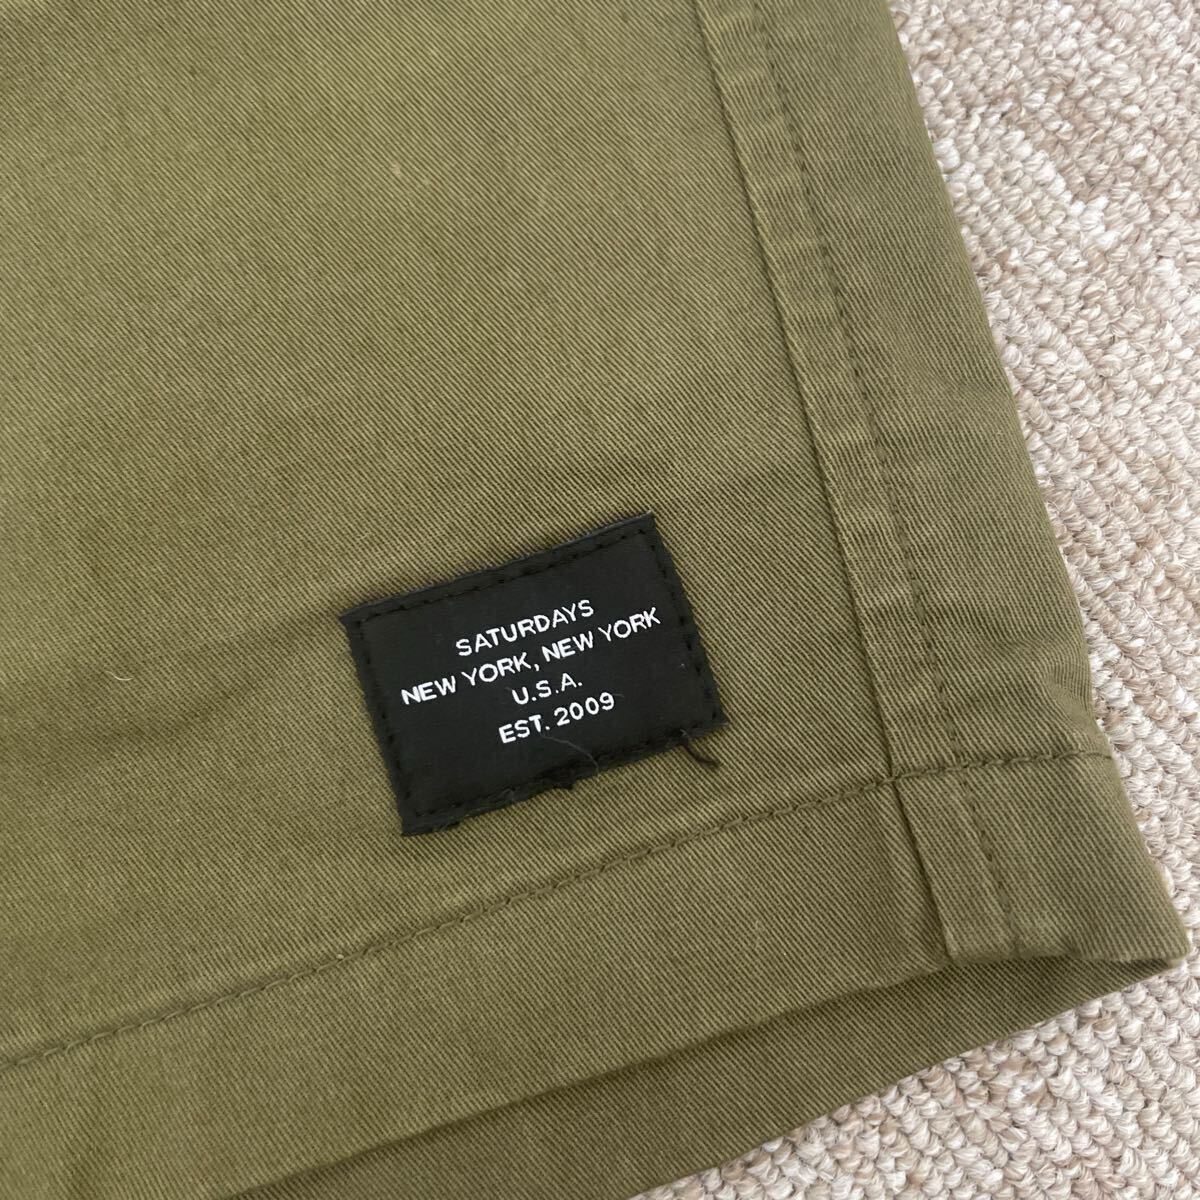 SATURDAYS
NEW YORK, NEW YORK
U.S.A.
EST. 2009